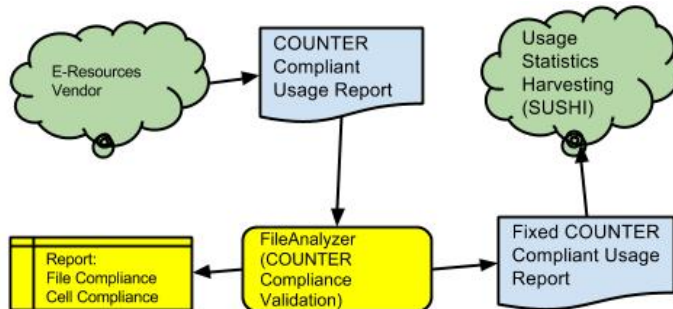 E-Resources
Vendor
COUNTER
Compliant
Usage Report
Usage
Statistics
Harvesting
(SUSHI)
Report:
File Compliance
Cell Compliance
FileAnalyzer
(COUNTER
Compliance
Validation)
Fixed COUNTER
Compliant Usage
Report